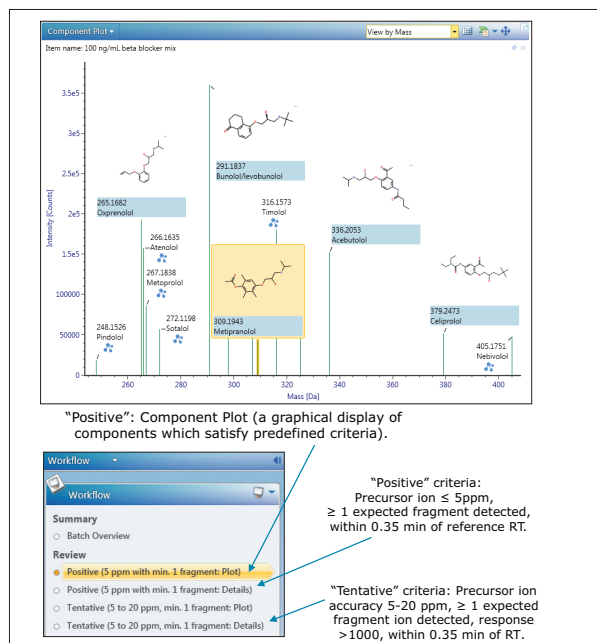 Component Plot
View by Mass
Item name: 100 ng/mL beta blocker mix
Intensity [Counts]
3.5e5
3e5
2.5e5
2e5
1.5e5
100000
50000
0
291.1837
Bunolol/levobunolol
265.1682
Oxprenolol
316.1573
Timolol
336.2053
Acebutolol
266.1635
Atenolol
267.1838
Metoprolol
272.1198
Sotalol
248.1526
Pindolol
309.1943
Metipranolol
379.2473
Celiprolol
405.1751
Nebivolol
260 280 300 320 340 360 380 400
Mass [Da]
"Positive": Component Plot (a graphical display of
components which satisfy predefined criteria).
Workflow
Workflow
Summary
Batch Overview
Review
Positive (5 ppm with min. 1 fragment: Plot)
Positive (5 ppm with min. 1 fragment: Details)
Tentative (5 to 20 ppm, min. 1 fragment: Plot)
Tentative (5 to 20 ppm, min. 1 fragment: Details)
"Positive" criteria:
Precursor ion ≤ 5ppm,
≥ 1 expected fragment detected,
within 0.35 min of reference RT.
"Tentative" criteria: Precursor ion
accuracy 5-20 ppm, ≥ 1 expected
fragment ion detected, response
>1000, within 0.35 min of RT.